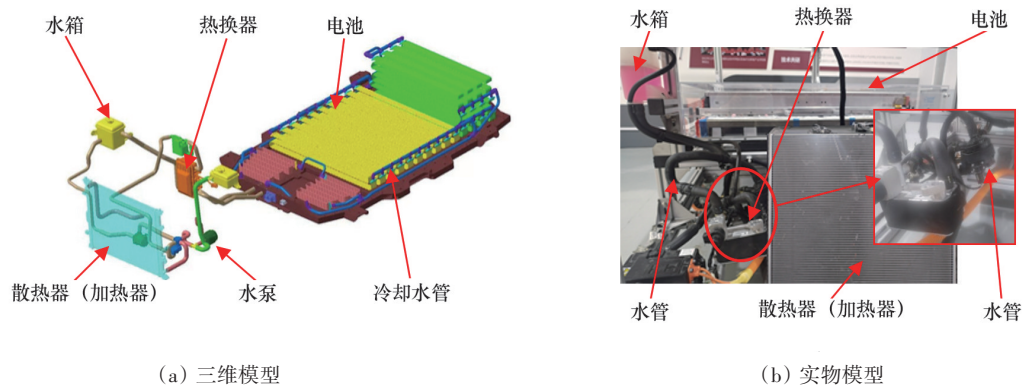 水箱
热换器
电池
散热器（加热器）
水泵
冷却水管
（a）三维模型
水箱
热换器
电池
水管
散热器（加热器）
水管
（b）实物模型